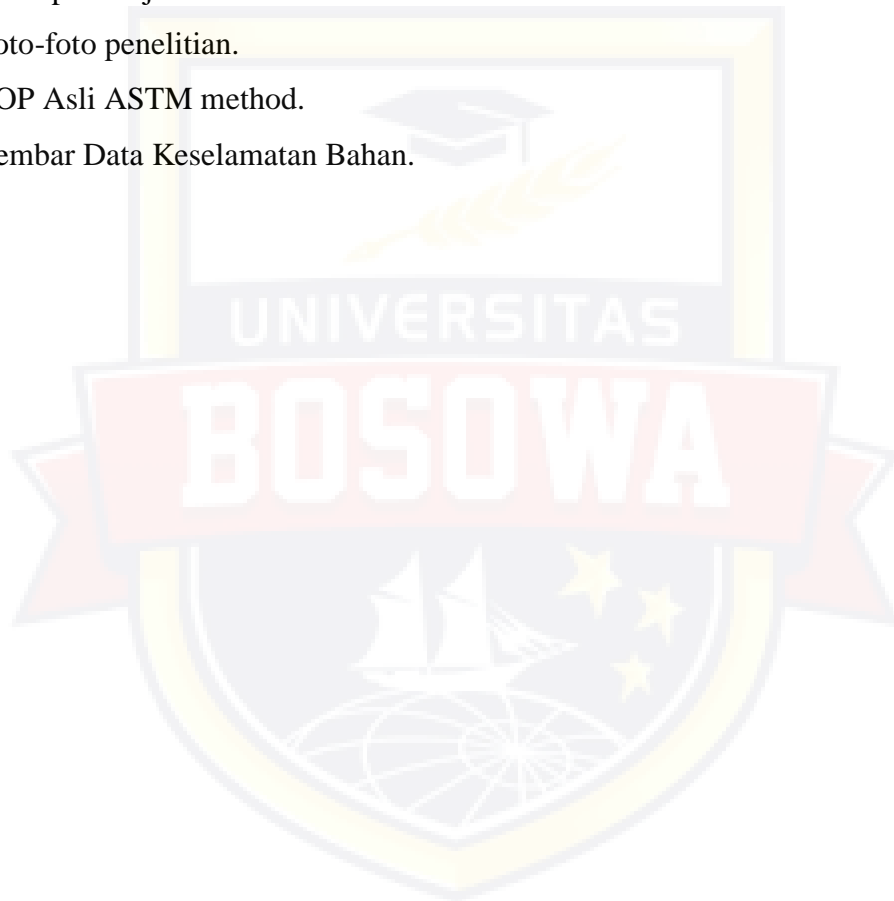 oto-foto penelitian.
OP Asli ASTM method.
embar Data Keselamatan Bahan.
UNIVERSITAS
BOSOWA